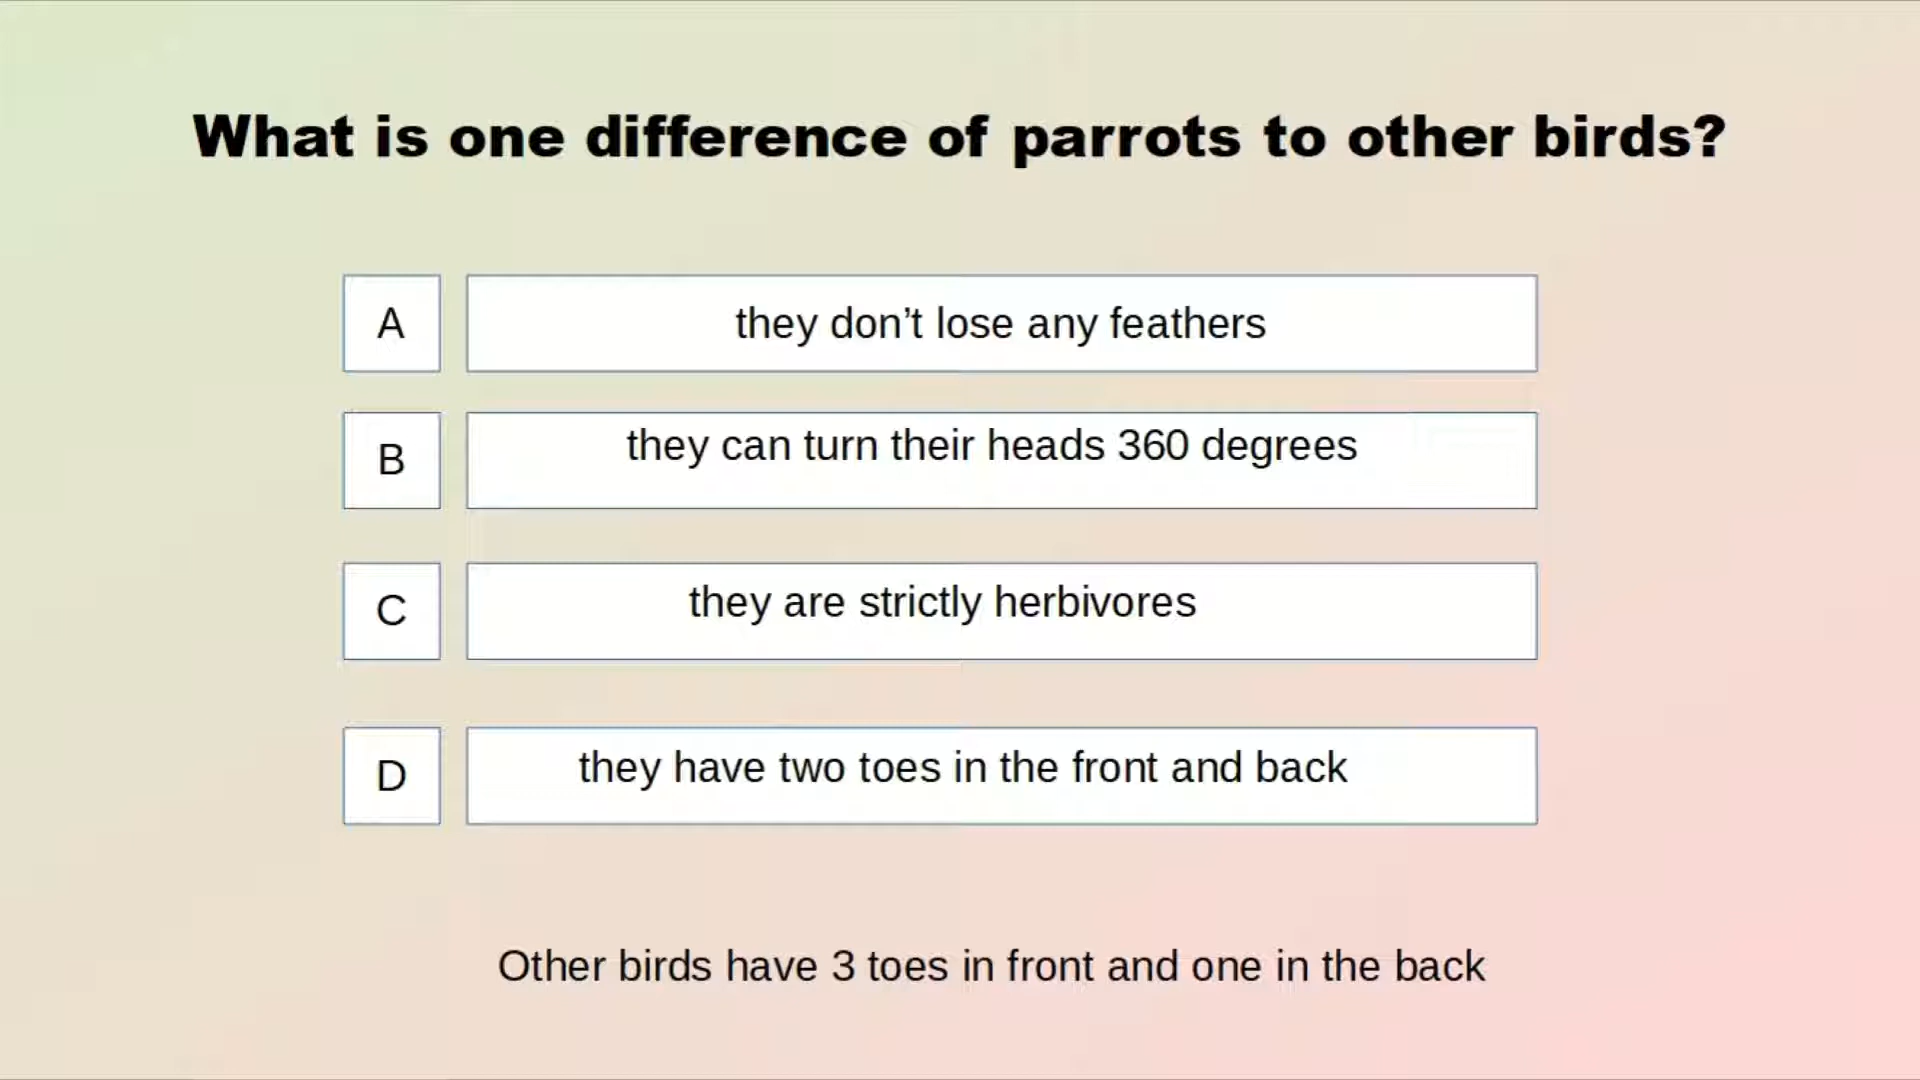 What is one difference of parrots to other birds?
A they don’t lose any feathers
B they can turn their heads 360 degrees
C they are strictly herbivores
D they have two toes in the front and back
Other birds have 3 toes in front and one in the back